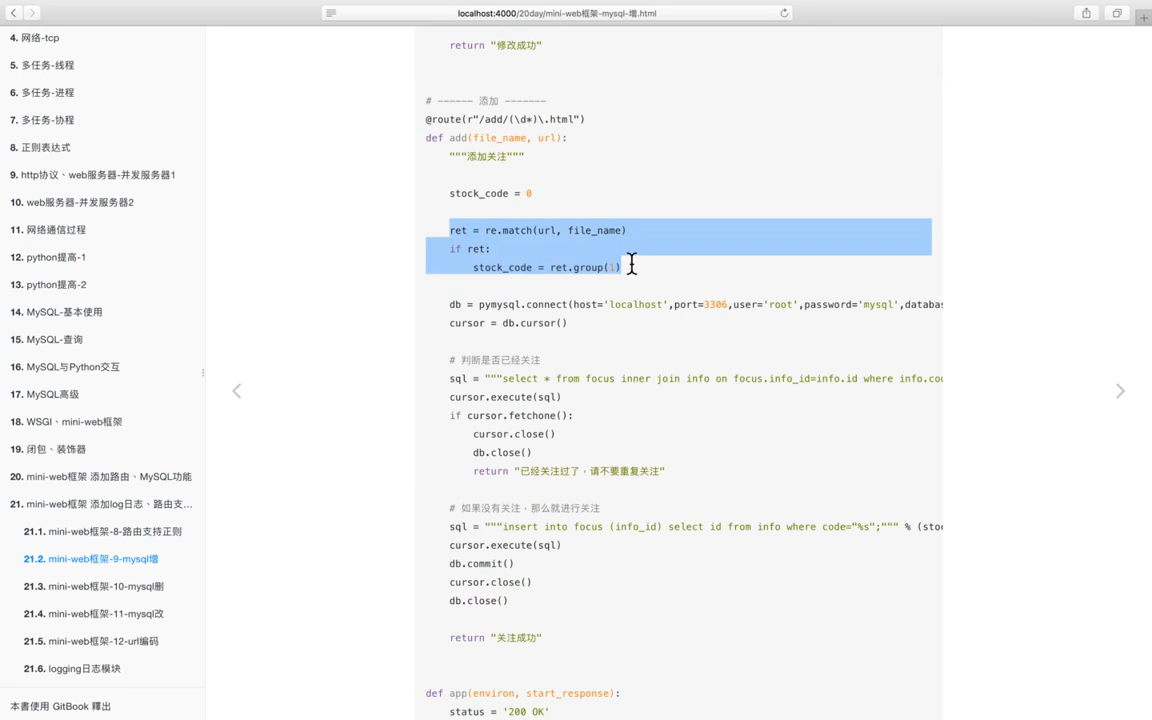 localhost:4000/20day/mini-web框架-mysql-增.html
4. 网络-tcp
5. 多任务-线程
6. 多任务-进程
7. 多任务-协程
8. 正则表达式
9. http协议、web服务器-并发服务器1
10. web服务器-并发服务器2
11. 网络通信过程
12. python提高-1
13. python提高-2
14. MySQL-基本使用
15. MySQL-查询
16. MySQL与Python交互
17. MySQL高级
18. WSGI、mini-web框架
19. 闭包、装饰器
20. mini-web框架 添加路由、MySQL功能
21. mini-web框架 添加log日志、路由支...
21.1. mini-web框架-8-路由支持正则
21.2. mini-web框架-9-mysql增
21.3. mini-web框架-10-mysql删
21.4. mini-web框架-11-mysql改
21.5. mini-web框架-12-url编码
21.6. logging日志模块
本書使用 GitBook 釋出
return "修改成功"
# ------ 添加 -------
@route(r"/add/(\d*)\.html")
def add(file_name, url):
"""添加关注"""
stock_code = 0
ret = re.match(url, file_name)
if ret:
stock_code = ret.group(1)
db = pymysql.connect(host='localhost',port=3306,user='root',password='mysql',databas
cursor = db.cursor()
# 判断是否已经关注
sql = """select * from focus inner join info on focus.info_id=info.id where info.cod
cursor.execute(sql)
if cursor.fetchone():
cursor.close()
db.close()
return "已经关注过了，请不要重复关注"
# 如果没有关注，那么就进行关注
sql = """insert into focus (info_id) select id from info where code="%s";""" % (stoc
cursor.execute(sql)
db.commit()
cursor.close()
db.close()
return "关注成功"
def app(environ, start_response):
status = '200 OK'